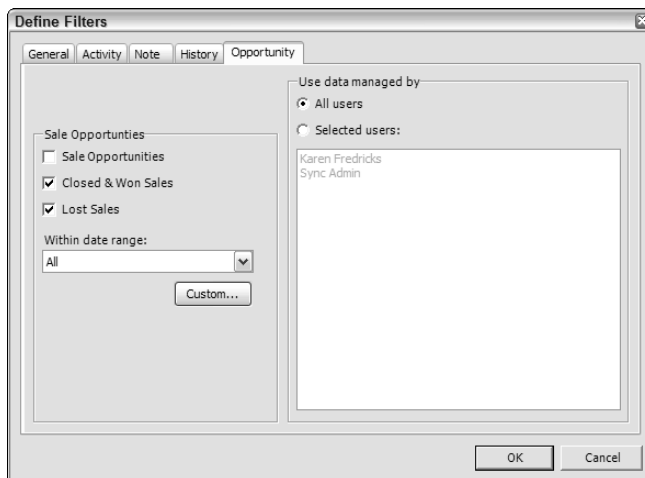 Define Filters
General Activity Note History Opportunity
Sale Opportunties
Sale Opportunities
Closed & Won Sales
Lost Sales
Within date range:
All
Custom...
Use data managed by
All users
Selected users:
Karen Fredricks
Sync Admin
OK Cancel